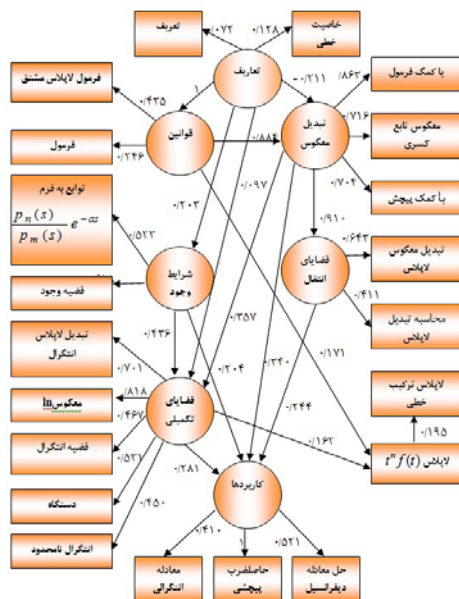 تعریف
خاصیت
خطی
۰/۰۷۲
۰/۱۲۸
تعاریف
فرمول لاپلاس مشتق
۰/۴۳۵
۱
-۰/۲۱۱
۰/۸۶۳
با کمک فرمول
قوانین
تبدیل
معکوس
۰/۷۱۶
معکوس تابع
کسری
فرمول
۰/۲۴۶
۰/۰۹۷
۰/۷۰۴
با کمک پیچش
توابع به فرم
p_n(s)/p_m(s) e^{-as}
۰/۲۰۳
۰/۹۱۰
۰/۵۲۳
۰/۶۴۳
تبدیل معکوس
لاپلاس
شرایط
وجود
قضایای
انتقال
قضیه وجود
۰/۴۱۱
محاسبه تبدیل
لاپلاس
۰/۴۳۶
۰/۳۵۷
۰/۱۷۱
تبدیل لاپلاس
انتگرال
۰/۷۰۱
۰/۲۰۴
۰/۳۴۰
۰/۲۴۴
لاپلاس ترکیب
خطی
معکوس ln
۰/۸۱۸
قضایای
تکمیلی
۰/۴۶۷
۰/۱۹۵
قضیه انتگرال
۰/۵۳۱
۰/۱۶۲
لاپلاس t^n f(t)
دستگاه
۰/۲۸۱
۰/۴۵۰
کاربردها
انتگرال نامحدود
۰/۴۱۰
۱
۰/۵۲۱
معادله
انتگرالی
حاصلضرب
پیچشی
حل معادله
دیفرانسیل